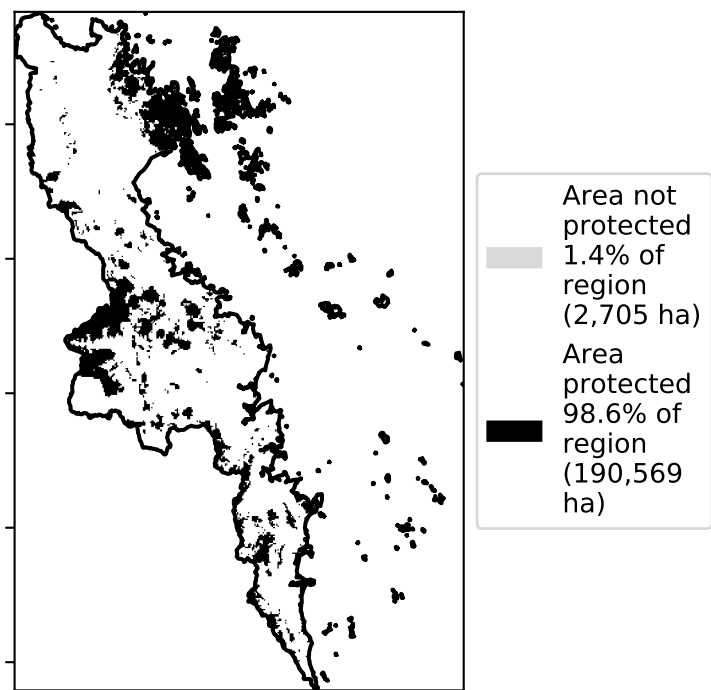 Area not
protected
1.4% of
region
(2,705 ha)
Area
protected
98.6% of
region
(190,569
ha)